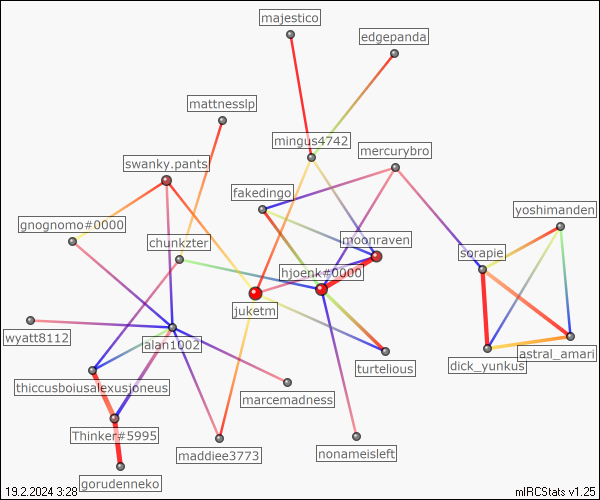 majestico
edgepanda
mattnesslp
mingus4742
mercurybro
swanky.pants
fakedingo
yoshimanden
gnognomo#0000
chunkzter
moonraven
sorapie
hjoenk#0000
juketm
wyatt8112
alan1002
astral_amari
dick_yunkus
turtelious
thiccusboiusalexusjoneus
marcemadness
Thinker#5995
maddiee3773
nonameisleft
gorudenneko
19.2.2024 3:28
mIRCStats v1.25